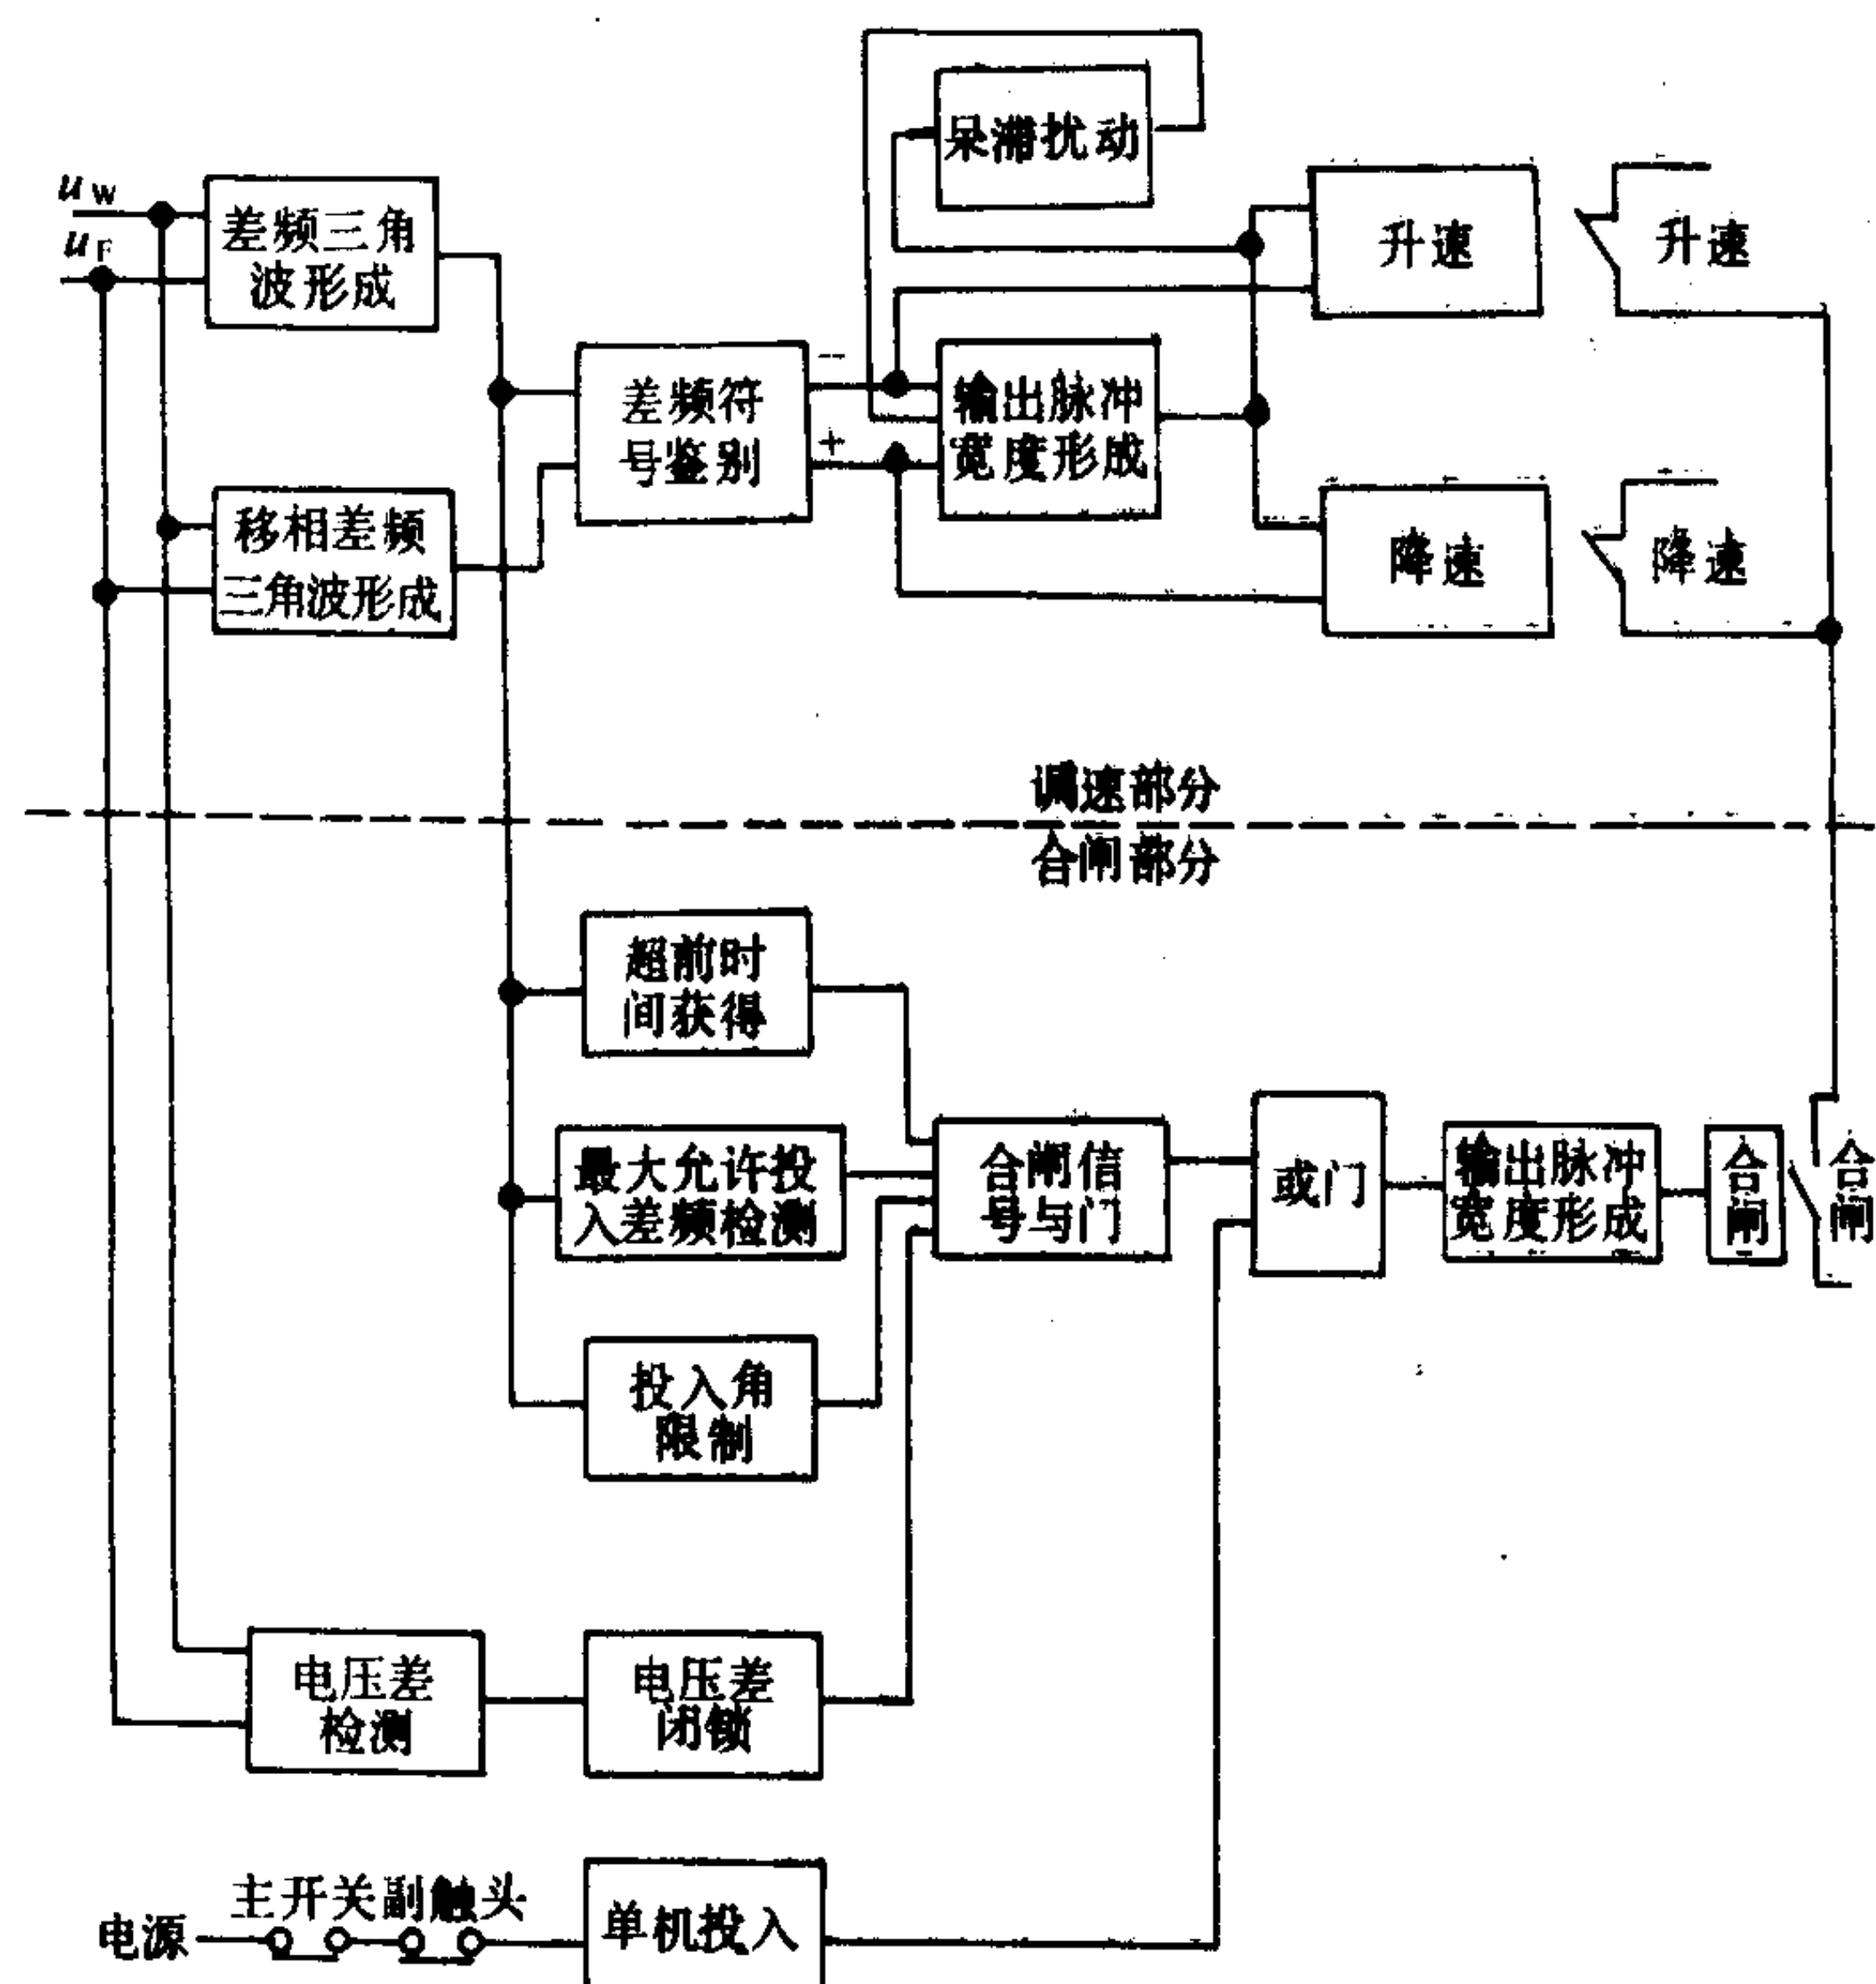 呆滞扰动
u_W
u_F
差频三角
波形成
升速
升速
差频符
号鉴别
−
+
输出脉冲
宽度形成
移相差频
三角波形成
降速
降速
调速部分
合闸部分
超前时
间获得
最大允许投
入差频检测
合闸信
号与门
或门
输出脉冲
宽度形成
合
闸
合
闸
投入角
限制
电压差
检测
电压差
闭锁
主开关副触头
电源
单机投入